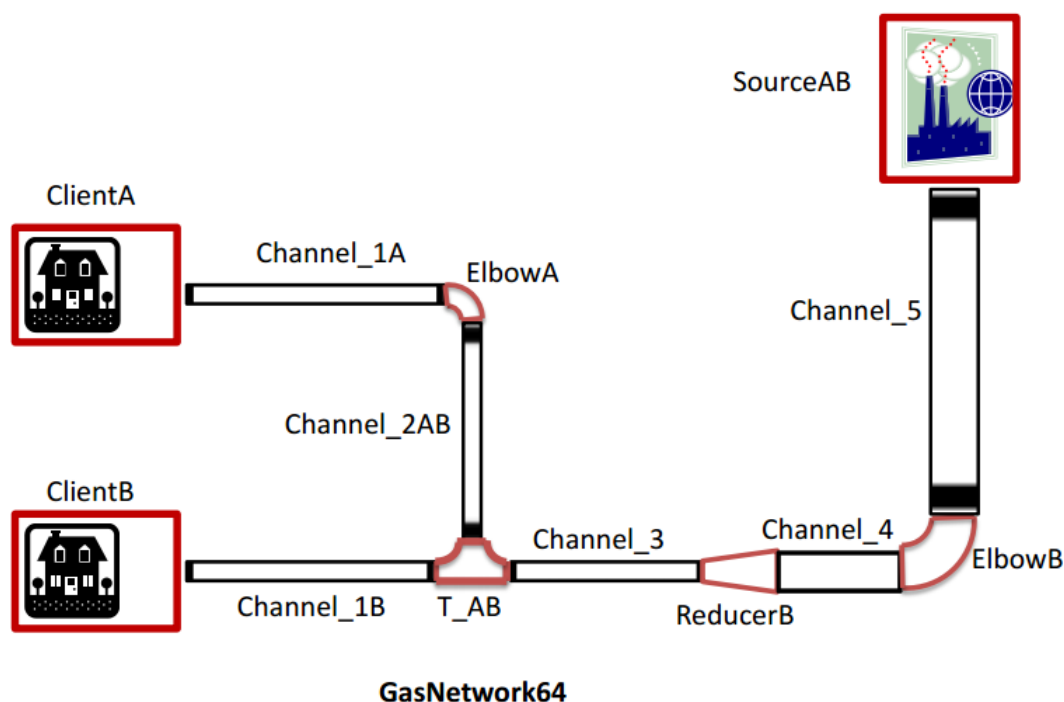 SourceAB
ClientA
Channel_1A
ElbowA
Channel_5
Channel_2AB
ClientB
Channel_3
Channel_4
ElbowB
Channel_1B
T_AB
ReducerB
GasNetwork64